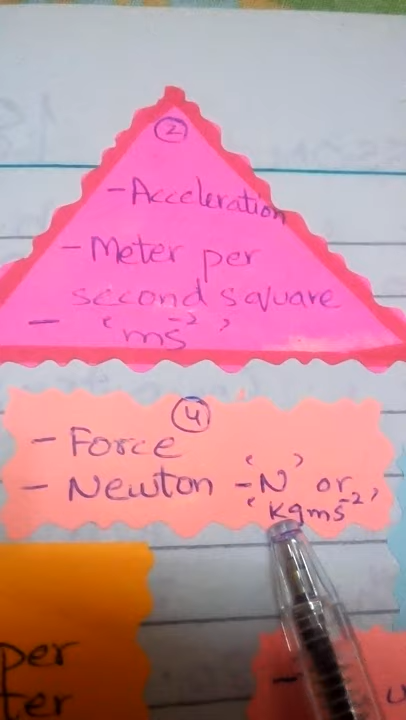 2
- Acceleration
- Meter per
second square
- 'ms⁻²'
4
- Force
- Newton - 'N' or
'kgms⁻²'
per
ter